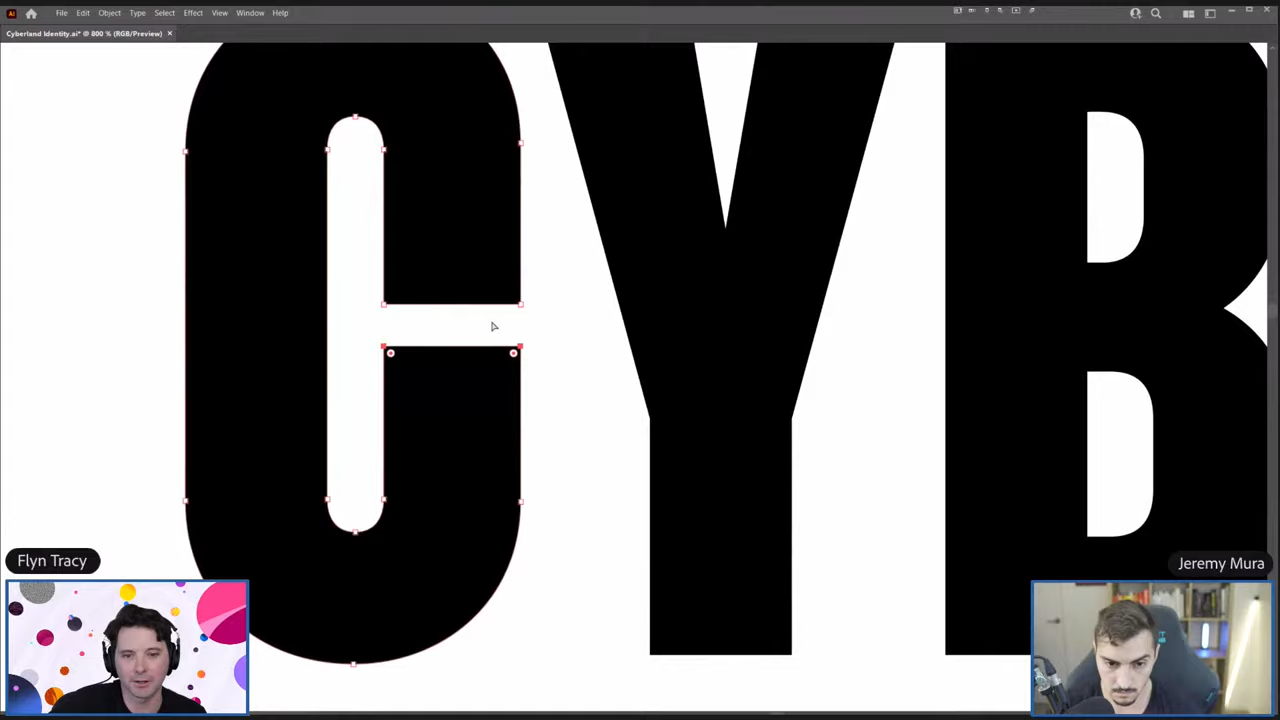 Ai File Edit Object Type Select Effect View Window Help
Cyberland Identity.ai* @ 800 % (RGB/Preview) ×
CYB
Flyn Tracy
Jeremy Mura